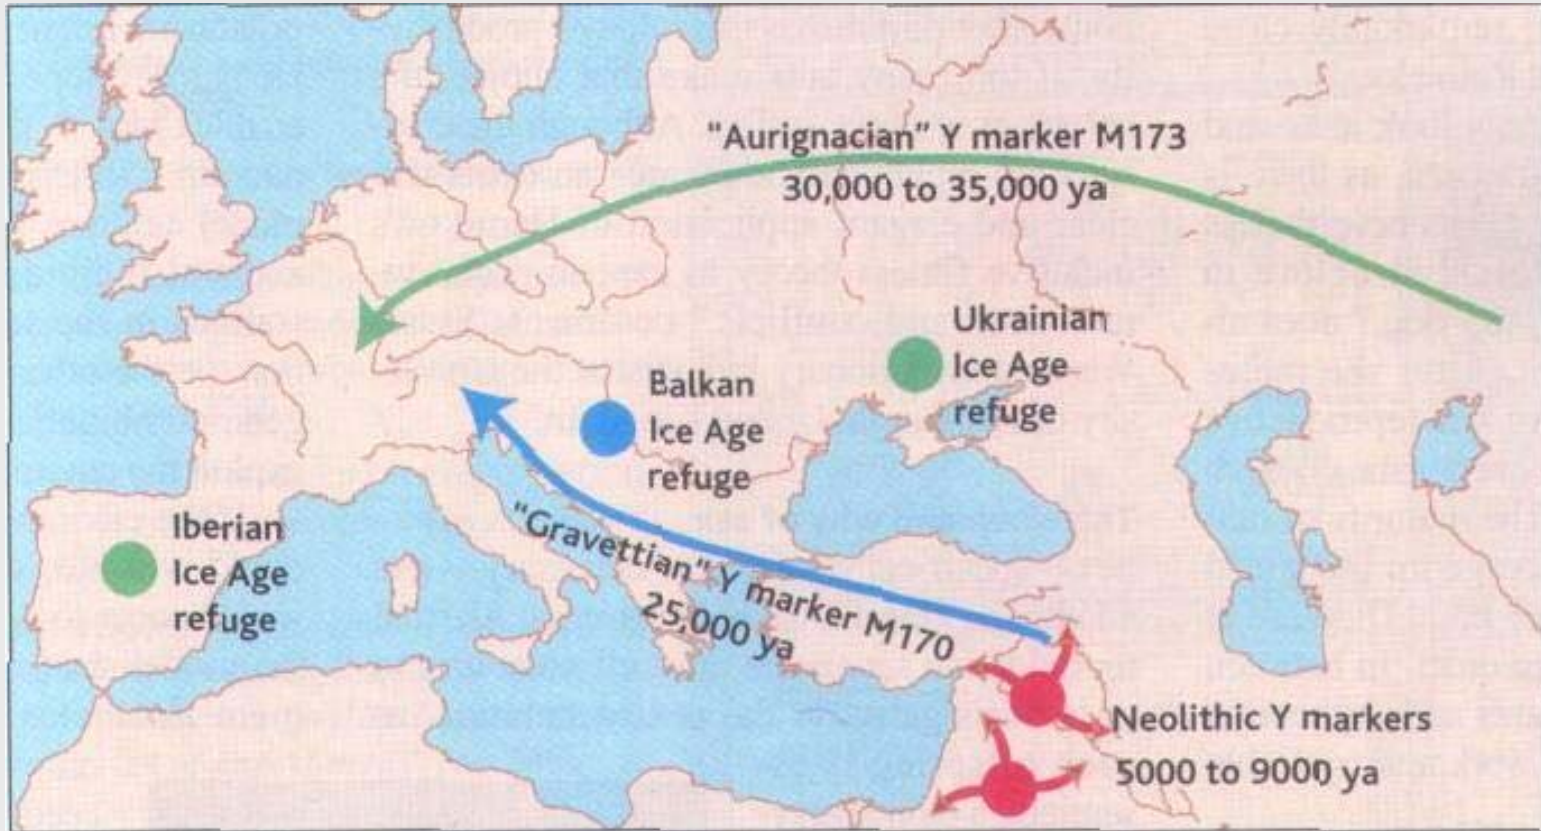 "Aurignacian" Y marker M173
30,000 to 35,000 ya
Ukrainian
Ice Age
refuge
Balkan
Ice Age
refuge
Iberian
Ice Age
refuge
"Gravettian" Y marker M170
25,000 ya
Neolithic Y markers
5000 to 9000 ya